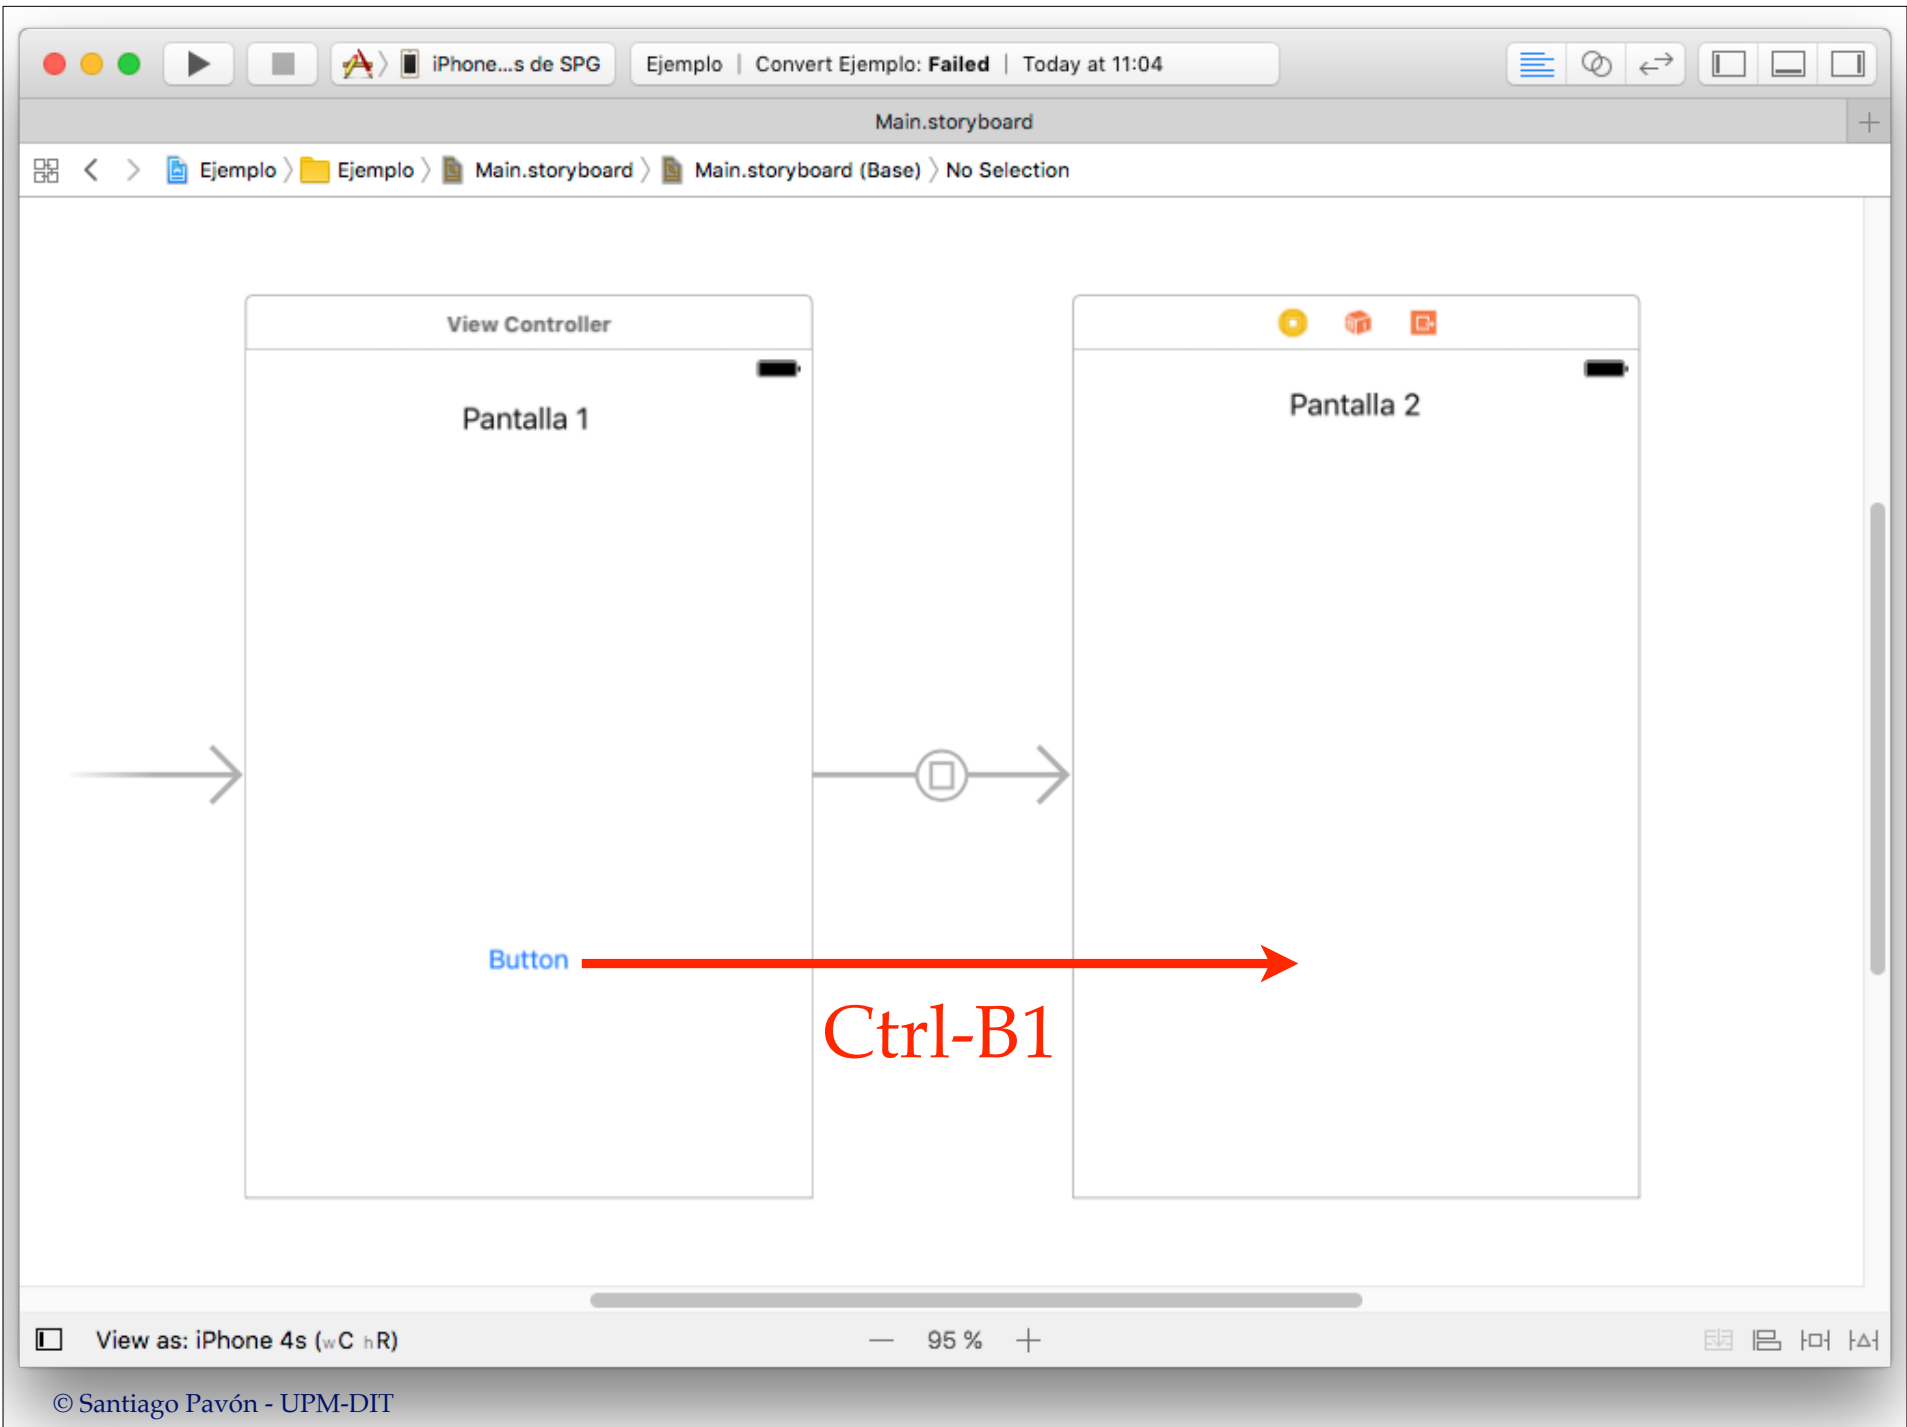 iPhone...s de SPG
Ejemplo | Convert Ejemplo: Failed | Today at 11:04
Main.storyboard
Ejemplo 〉 Ejemplo 〉 Main.storyboard 〉 Main.storyboard (Base) 〉 No Selection
View Controller
Pantalla 1
Pantalla 2
Button
Ctrl-B1
View as: iPhone 4s (wC hR)
— 95 % +
© Santiago Pavón - UPM-DIT